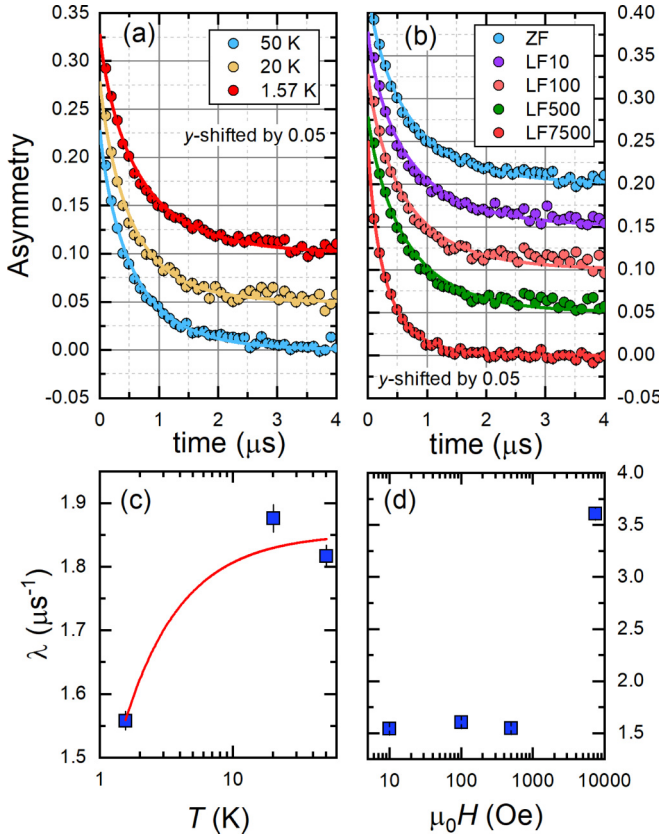 (a)
50 K
20 K
1.57 K
y-shifted by 0.05
Asymmetry
0.35
0.30
0.25
0.20
0.15
0.10
0.05
0.00
-0.05
0 1 2 3 4
time (μs)
(b)
ZF
LF10
LF100
LF500
LF7500
y-shifted by 0.05
0.40
0.35
0.30
0.25
0.20
0.15
0.10
0.05
0.00
-0.05
0 1 2 3 4
time (μs)
(c)
λ (μs⁻¹)
1.9
1.8
1.7
1.6
1.5
1 10
T (K)
(d)
4.0
3.5
3.0
2.5
2.0
1.5
10 100 1000 10000
μ₀H (Oe)